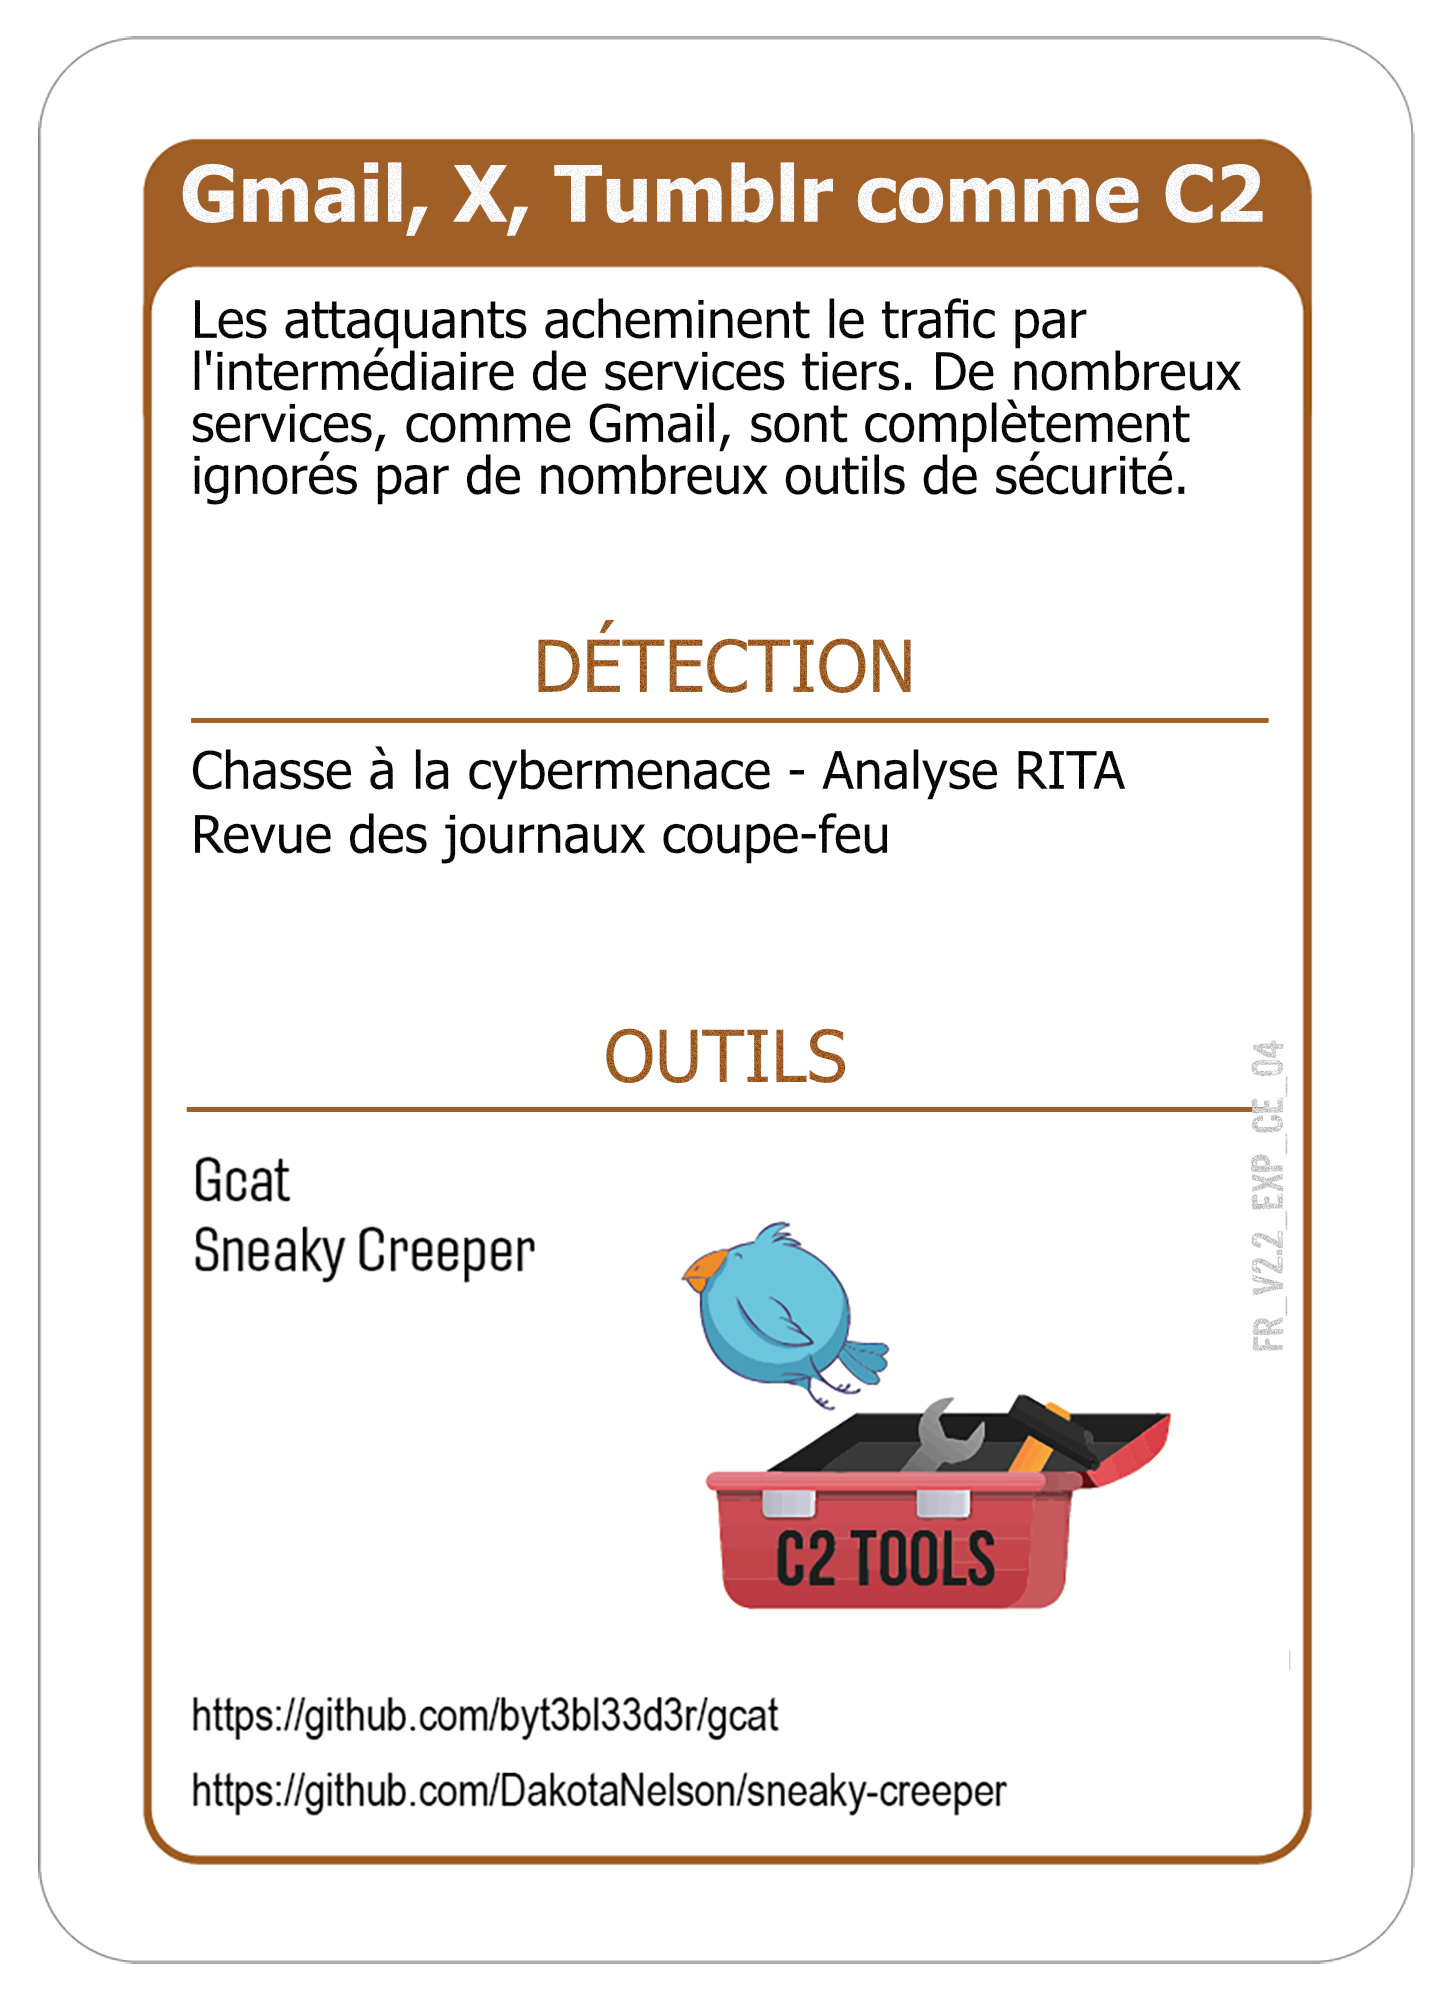 Gmail, X, Tumblr comme C2
Les attaquants acheminent le trafic par
l'intermédiaire de services tiers. De nombreux
services, comme Gmail, sont complètement
ignorés par de nombreux outils de sécurité.
DÉTECTION
Chasse à la cybermenace - Analyse RITA
Revue des journaux coupe-feu
OUTILS
Gcat
Sneaky Creeper
FR_V2.2_EXP_CE_04
C2 TOOLS
https://github.com/byt3bl33d3r/gcat
https://github.com/DakotaNelson/sneaky-creeper